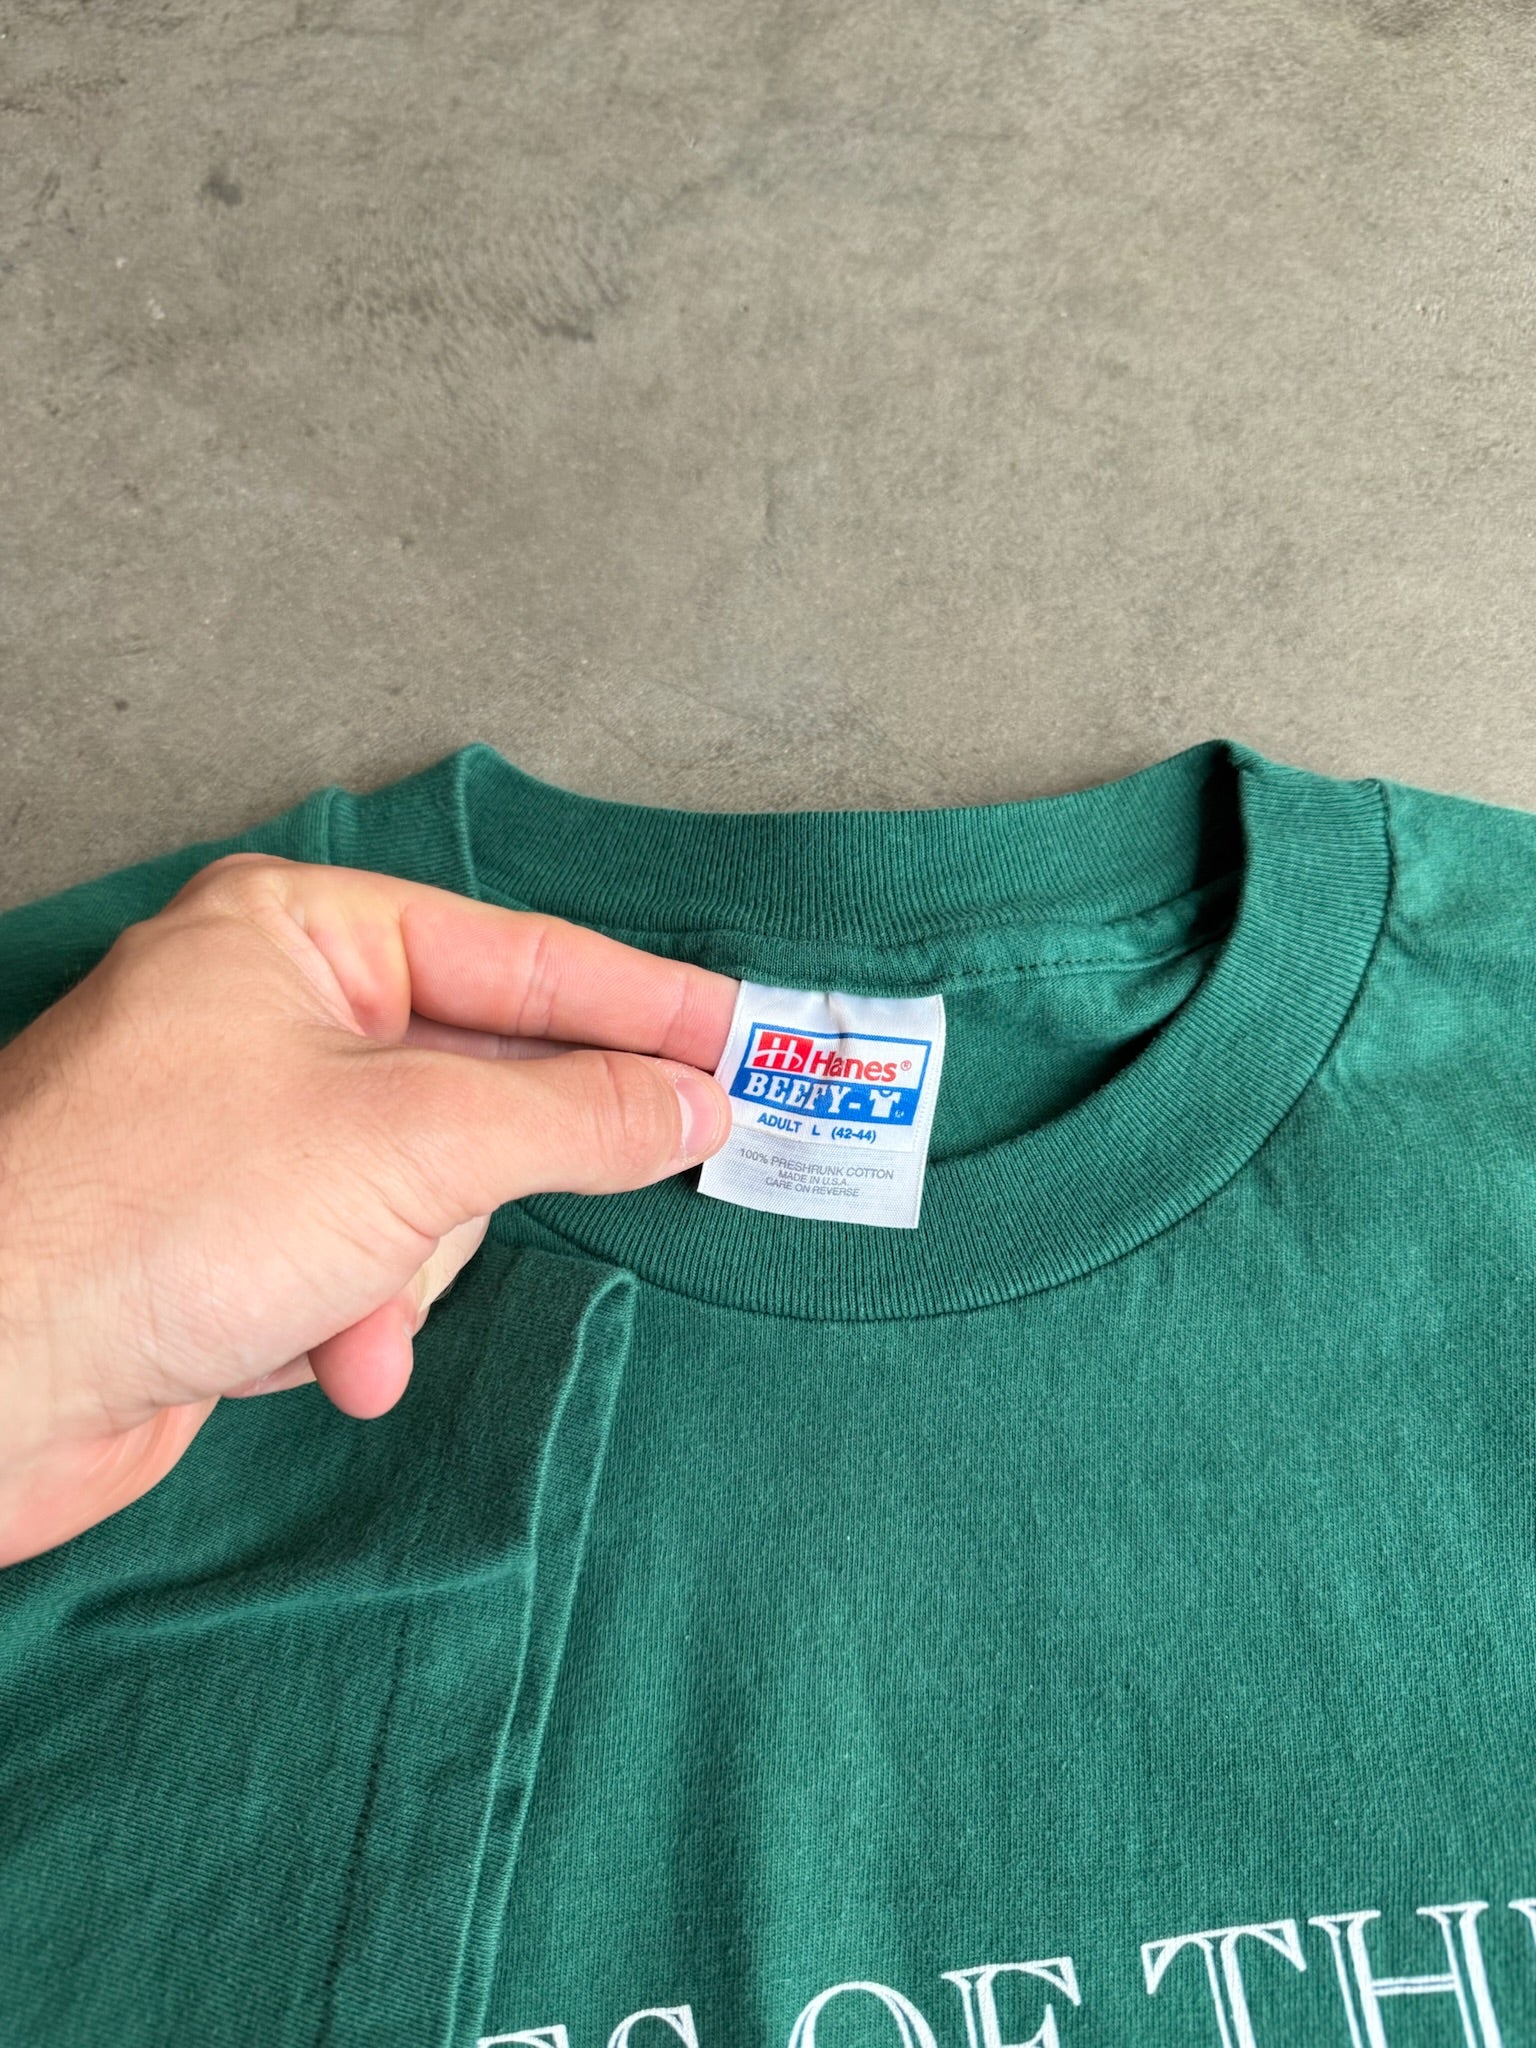 Hanes®
BEEFY-T
ADULT L (42-44)
100% PRESHRUNK COTTON
MADE IN U.S.A.
CARE ON REVERSE
OF TH